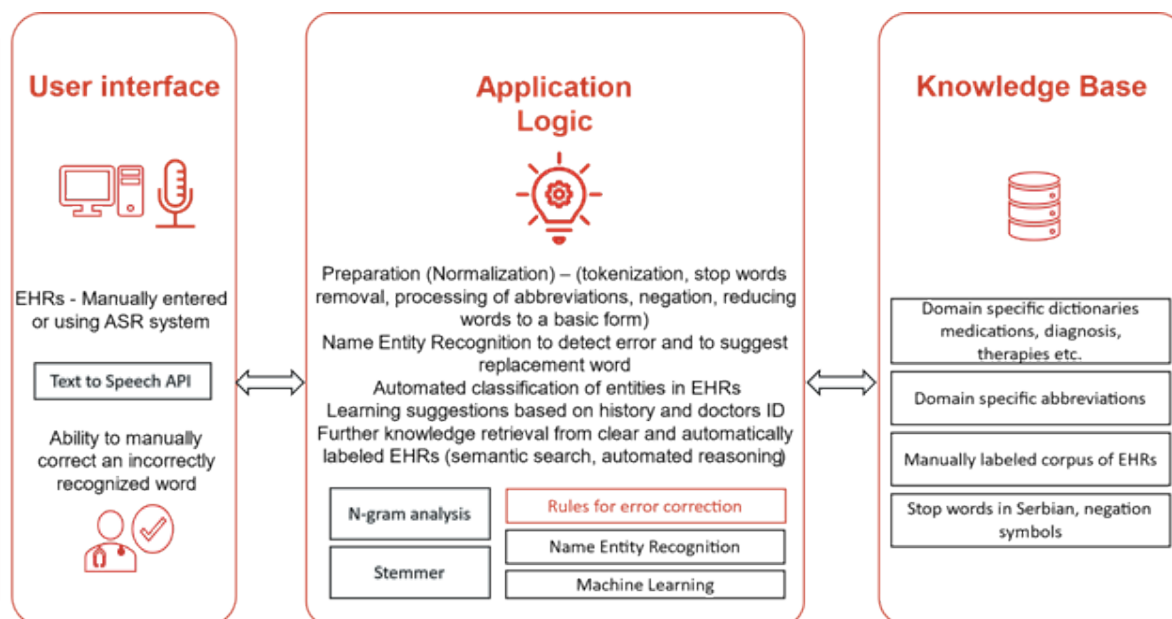 User interface
EHRs - Manually entered
or using ASR system
Text to Speech API
Ability to manually
correct an incorrectly
recognized word
Application
Logic
Preparation (Normalization) – (tokenization, stop words
removal, processing of abbreviations, negation, reducing
words to a basic form)
Name Entity Recognition to detect error and to suggest
replacement word
Automated classification of entities in EHRs
Learning suggestions based on history and doctors ID
Further knowledge retrieval from clear and automatically
labeled EHRs (semantic search, automated reasoning)
N-gram analysis
Stemmer
Rules for error correction
Name Entity Recognition
Machine Learning
Knowledge Base
Domain specific dictionaries
medications, diagnosis,
therapies etc.
Domain specific abbreviations
Manually labeled corpus of EHRs
Stop words in Serbian, negation
symbols